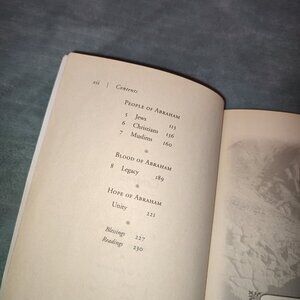 xii | Contents
PEOPLE OF ABRAHAM
5 Jews 113
6 Christians 136
7 Muslims 160
BLOOD OF ABRAHAM
8 Legacy 189
HOPE OF ABRAHAM
Unity 221
Blessings 227
Readings 230